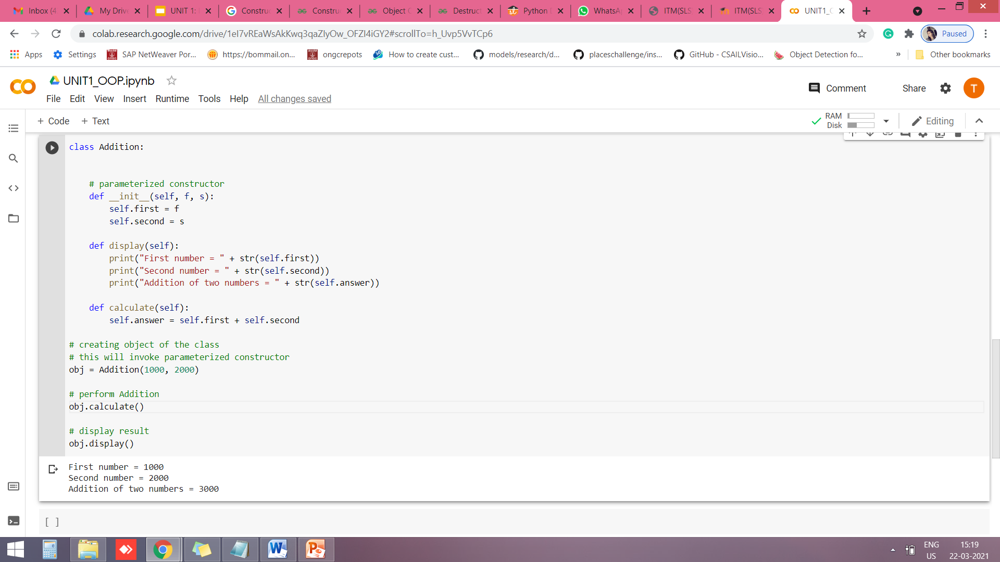 Inbox (4
My Drive
UNIT 1:
Construc
Constru
Object C
Destruct
Python
WhatsA
ITM(SLS
ITM(SLS
UNIT1_O
colab.research.google.com/drive/1eI7vREaWsAkKwq3qaZIyOw_OFZI4iGY2#scrollTo=h_Uvp5VvTCp6
Paused
Apps
Settings
SAP NetWeaver Por...
https://bommail.on...
ongcrepots
How to create cust...
models/research/d...
placeschallenge/ins...
GitHub - CSAILVisio...
Object Detection fo...
»
Other bookmarks
UNIT1_OOP.ipynb
Comment
Share
T
File Edit View Insert Runtime Tools Help All changes saved
+ Code + Text
RAM
Disk
Editing
class Addition:
# parameterized constructor
def __init__(self, f, s):
self.first = f
self.second = s
def display(self):
print("First number = " + str(self.first))
print("Second number = " + str(self.second))
print("Addition of two numbers = " + str(self.answer))
def calculate(self):
self.answer = self.first + self.second
# creating object of the class
# this will invoke parameterized constructor
obj = Addition(1000, 2000)
# perform Addition
obj.calculate()
# display result
obj.display()
First number = 1000
Second number = 2000
Addition of two numbers = 3000
[ ]
ENG
US
15:19
22-03-2021